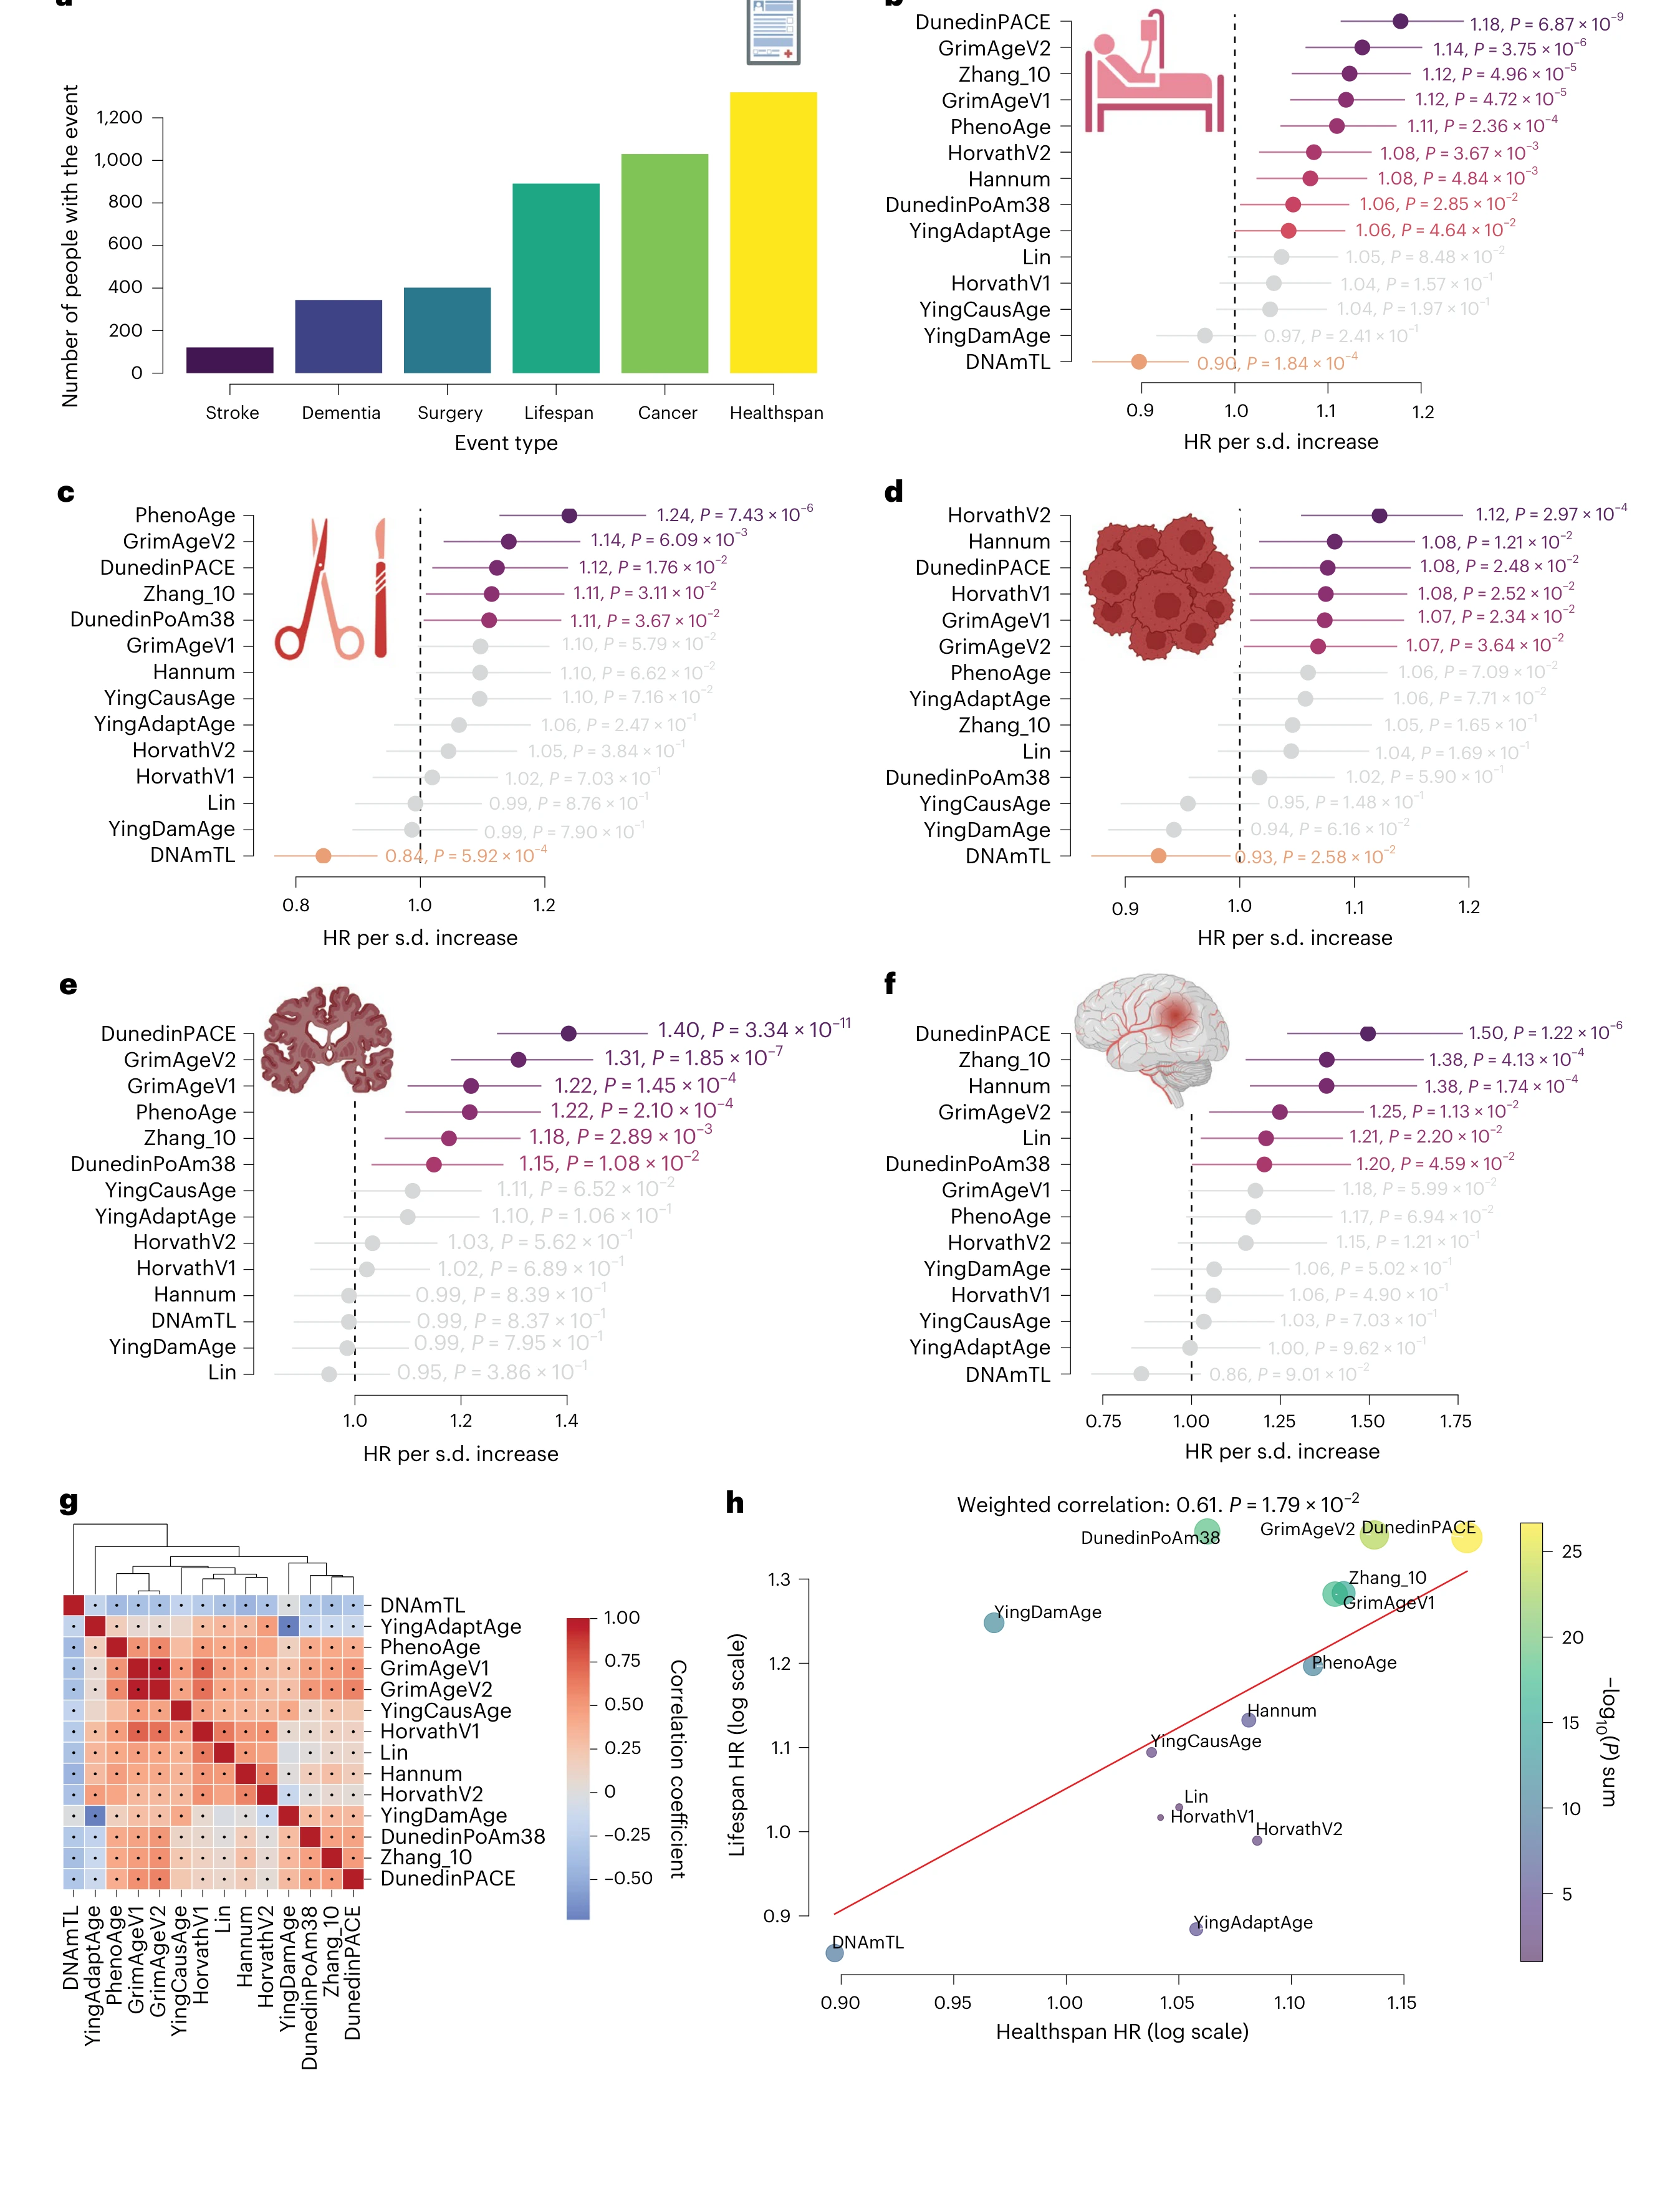 a
Number of people with the event
1,200
1,000
800
600
400
200
0
Stroke Dementia Surgery Lifespan Cancer Healthspan
Event type
b
DunedinPACE 1.18, P = 6.87 × 10⁻⁹
GrimAgeV2 1.14, P = 3.75 × 10⁻⁶
Zhang_10 1.12, P = 4.96 × 10⁻⁵
GrimAgeV1 1.12, P = 4.72 × 10⁻⁵
PhenoAge 1.11, P = 2.36 × 10⁻⁴
HorvathV2 1.08, P = 3.67 × 10⁻³
Hannum 1.08, P = 4.84 × 10⁻³
DunedinPoAm38 1.06, P = 2.85 × 10⁻²
YingAdaptAge 1.06, P = 4.64 × 10⁻²
Lin 1.05, P = 8.48 × 10⁻²
HorvathV1 1.04, P = 1.57 × 10⁻¹
YingCausAge 1.04, P = 1.97 × 10⁻¹
YingDamAge 0.97, P = 2.41 × 10⁻¹
DNAmTL 0.90, P = 1.84 × 10⁻⁴
0.9 1.0 1.1 1.2
HR per s.d. increase
c
PhenoAge 1.24, P = 7.43 × 10⁻⁶
GrimAgeV2 1.14, P = 6.09 × 10⁻³
DunedinPACE 1.12, P = 1.76 × 10⁻²
Zhang_10 1.11, P = 3.11 × 10⁻²
DunedinPoAm38 1.11, P = 3.67 × 10⁻²
GrimAgeV1 1.10, P = 5.79 × 10⁻²
Hannum 1.10, P = 6.62 × 10⁻²
YingCausAge 1.10, P = 7.16 × 10⁻²
YingAdaptAge 1.06, P = 2.47 × 10⁻¹
HorvathV2 1.05, P = 3.84 × 10⁻¹
HorvathV1 1.02, P = 7.03 × 10⁻¹
Lin 0.99, P = 8.76 × 10⁻¹
YingDamAge 0.99, P = 7.90 × 10⁻¹
DNAmTL 0.84, P = 5.92 × 10⁻⁴
0.8 1.0 1.2
HR per s.d. increase
d
HorvathV2 1.12, P = 2.97 × 10⁻⁴
Hannum 1.08, P = 1.21 × 10⁻²
DunedinPACE 1.08, P = 2.48 × 10⁻²
HorvathV1 1.08, P = 2.52 × 10⁻²
GrimAgeV1 1.07, P = 2.34 × 10⁻²
GrimAgeV2 1.07, P = 3.64 × 10⁻²
PhenoAge 1.06, P = 7.09 × 10⁻²
YingAdaptAge 1.06, P = 7.71 × 10⁻²
Zhang_10 1.05, P = 1.65 × 10⁻¹
Lin 1.04, P = 1.69 × 10⁻¹
DunedinPoAm38 1.02, P = 5.90 × 10⁻¹
YingCausAge 0.95, P = 1.48 × 10⁻¹
YingDamAge 0.94, P = 6.16 × 10⁻²
DNAmTL 0.93, P = 2.58 × 10⁻²
0.9 1.0 1.1 1.2
HR per s.d. increase
e
DunedinPACE 1.40, P = 3.34 × 10⁻¹¹
GrimAgeV2 1.31, P = 1.85 × 10⁻⁷
GrimAgeV1 1.22, P = 1.45 × 10⁻⁴
PhenoAge 1.22, P = 2.10 × 10⁻⁴
Zhang_10 1.18, P = 2.89 × 10⁻³
DunedinPoAm38 1.15, P = 1.08 × 10⁻²
YingCausAge 1.11, P = 6.52 × 10⁻²
YingAdaptAge 1.10, P = 1.06 × 10⁻¹
HorvathV2 1.03, P = 5.62 × 10⁻¹
HorvathV1 1.02, P = 6.89 × 10⁻¹
Hannum 0.99, P = 8.39 × 10⁻¹
DNAmTL 0.99, P = 8.37 × 10⁻¹
YingDamAge 0.99, P = 7.95 × 10⁻¹
Lin 0.95, P = 3.86 × 10⁻¹
1.0 1.2 1.4
HR per s.d. increase
f
DunedinPACE 1.50, P = 1.22 × 10⁻⁶
Zhang_10 1.38, P = 4.13 × 10⁻⁴
Hannum 1.38, P = 1.74 × 10⁻⁴
GrimAgeV2 1.25, P = 1.13 × 10⁻²
Lin 1.21, P = 2.20 × 10⁻²
DunedinPoAm38 1.20, P = 4.59 × 10⁻²
GrimAgeV1 1.18, P = 5.99 × 10⁻²
PhenoAge 1.17, P = 6.94 × 10⁻²
HorvathV2 1.15, P = 1.21 × 10⁻¹
YingDamAge 1.06, P = 5.02 × 10⁻¹
HorvathV1 1.06, P = 4.90 × 10⁻¹
YingCausAge 1.03, P = 7.03 × 10⁻¹
YingAdaptAge 1.00, P = 9.62 × 10⁻¹
DNAmTL 0.86, P = 9.01 × 10⁻²
0.75 1.00 1.25 1.50 1.75
HR per s.d. increase
g
DNAmTL
YingAdaptAge
PhenoAge
GrimAgeV1
GrimAgeV2
YingCausAge
HorvathV1
Lin
Hannum
HorvathV2
YingDamAge
DunedinPoAm38
Zhang_10
DunedinPACE
DNAmTL
YingAdaptAge
PhenoAge
GrimAgeV1
GrimAgeV2
YingCausAge
HorvathV1
Lin
Hannum
HorvathV2
YingDamAge
DunedinPoAm38
Zhang_10
DunedinPACE
1.00
0.75
0.50
0.25
0
−0.25
−0.50
Correlation coefficient
h
Weighted correlation: 0.61. P = 1.79 × 10⁻²
DunedinPoAm38
GrimAgeV2
DunedinPACE
Zhang_10
GrimAgeV1
YingDamAge
PhenoAge
Hannum
YingCausAge
Lin
HorvathV1
HorvathV2
YingAdaptAge
DNAmTL
1.3
1.2
1.1
1.0
0.9
Lifespan HR (log scale)
0.90 0.95 1.00 1.05 1.10 1.15
Healthspan HR (log scale)
25
20
15
10
5
−log₁₀(P) sum